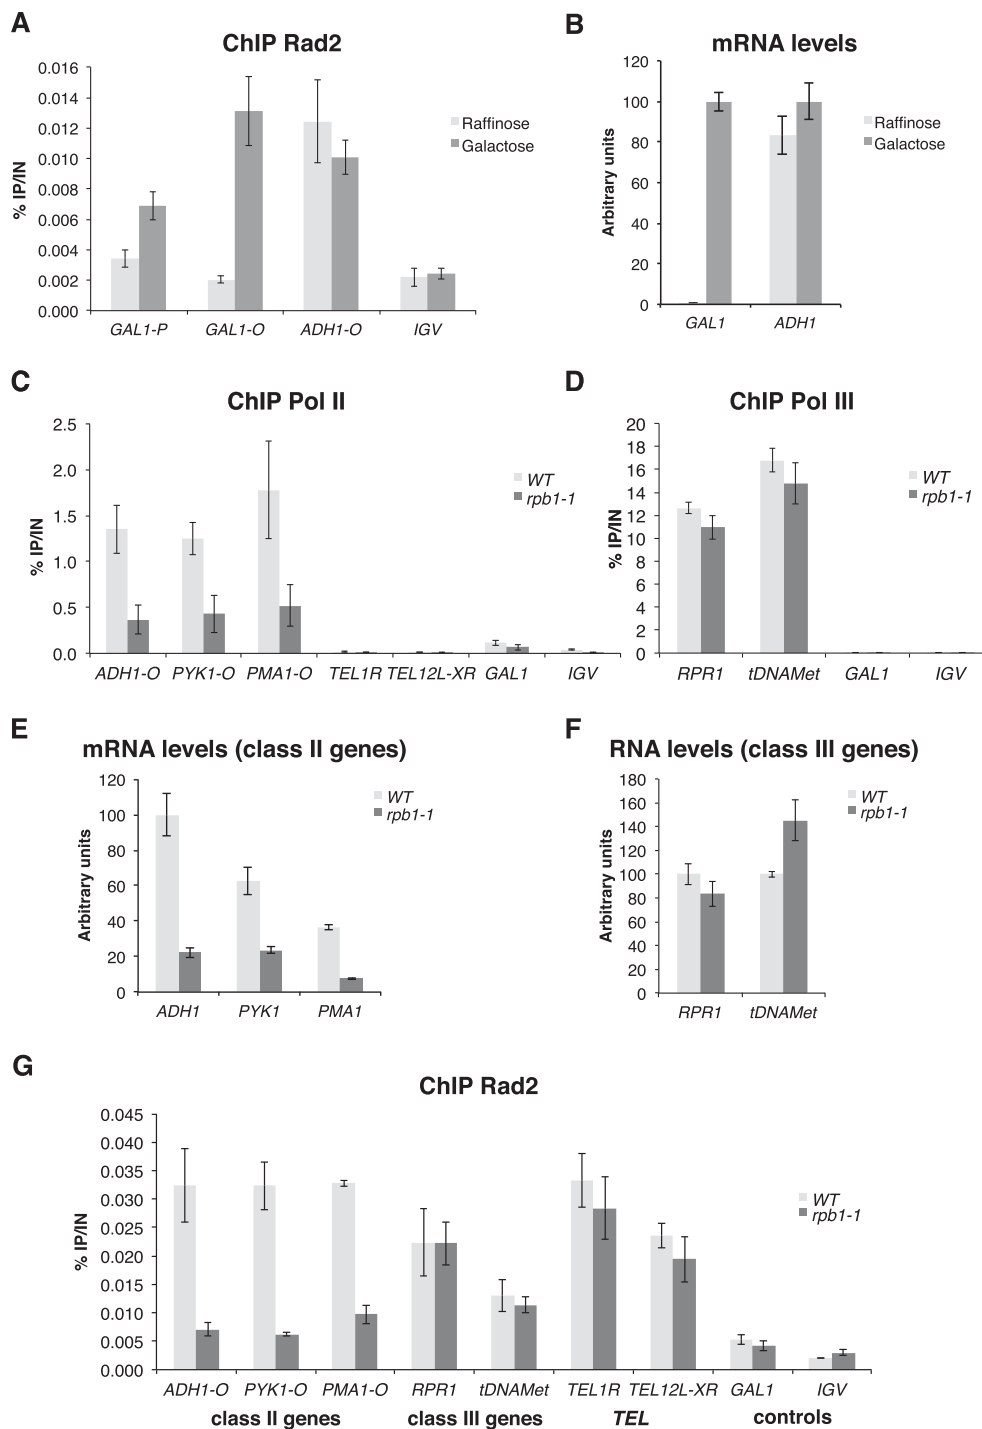 A
ChIP Rad2
% IP/IN
0.016
0.014
0.012
0.010
0.008
0.006
0.004
0.002
0.000
Raffinose
Galactose
GAL1-P GAL1-O ADH1-O IGV
B
mRNA levels
Arbitrary units
120
100
80
60
40
20
0
Raffinose
Galactose
GAL1 ADH1
C
ChIP Pol II
% IP/IN
2.5
2.0
1.5
1.0
0.5
0.0
WT
rpb1-1
ADH1-O PYK1-O PMA1-O TEL1R TEL12L-XR GAL1 IGV
D
ChIP Pol III
% IP/IN
20
18
16
14
12
10
8
6
4
2
0
WT
rpb1-1
RPR1 tDNAMet GAL1 IGV
E
mRNA levels (class II genes)
Arbitrary units
120
100
80
60
40
20
0
WT
rpb1-1
ADH1 PYK1 PMA1
F
RNA levels (class III genes)
Arbitrary units
180
160
140
120
100
80
60
40
20
0
WT
rpb1-1
RPR1 tDNAMet
G
ChIP Rad2
% IP/IN
0.045
0.040
0.035
0.030
0.025
0.020
0.015
0.010
0.005
0.000
WT
rpb1-1
ADH1-O PYK1-O PMA1-O RPR1 tDNAMet TEL1R TEL12L-XR GAL1 IGV
class II genes class III genes TEL controls